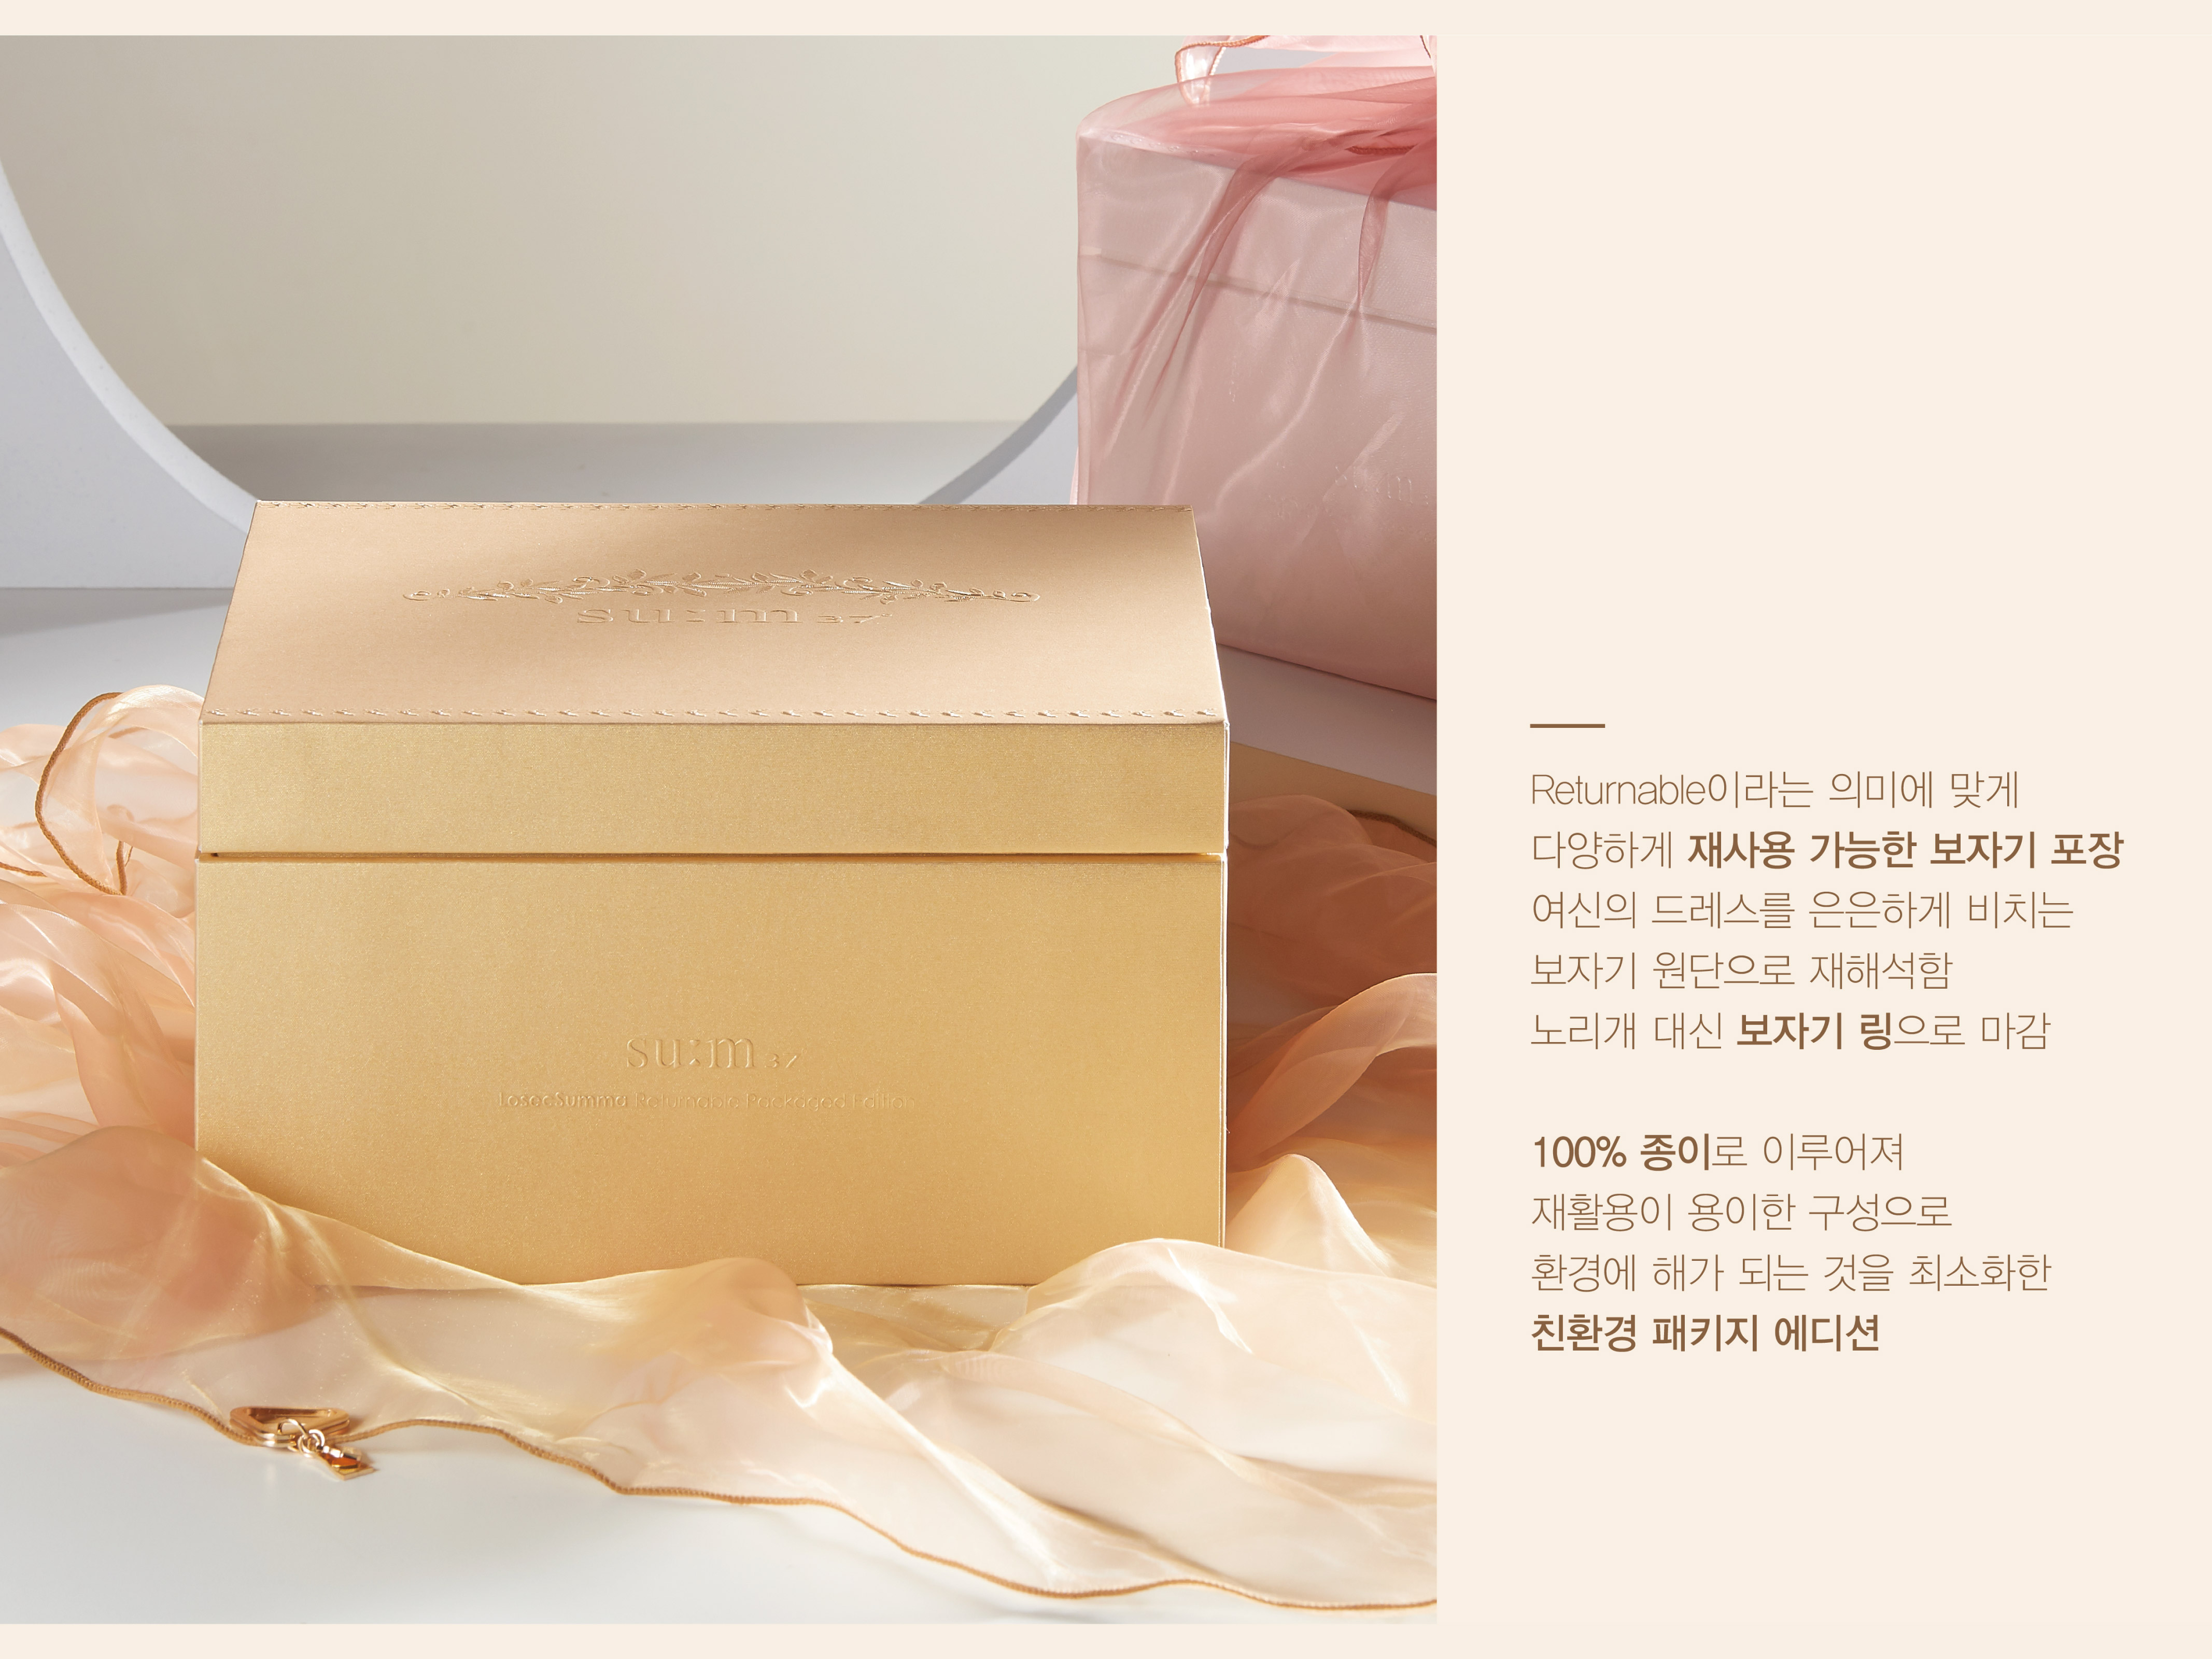 su:m 37°
su:m 37
LosecSumma Returnable Packaged Edition
Returnable이라는 의미에 맞게
다양하게 재사용 가능한 보자기 포장
여신의 드레스를 은은하게 비치는
보자기 원단으로 재해석함
노리개 대신 보자기 링으로 마감
100% 종이로 이루어져
재활용이 용이한 구성으로
환경에 해가 되는 것을 최소화한
친환경 패키지 에디션